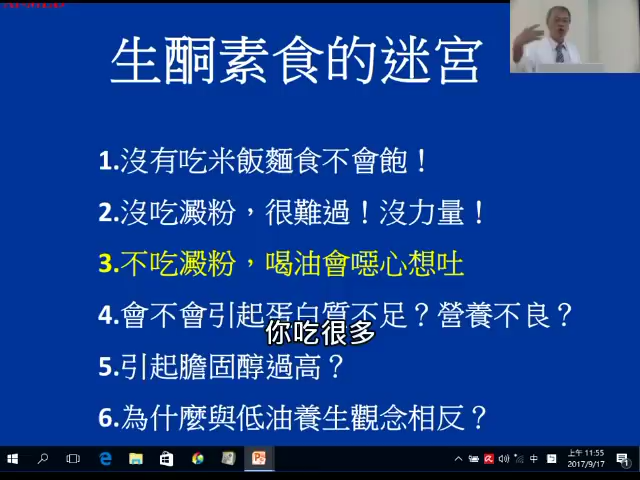 生酮素食的迷宮
1.沒有吃米飯麵食不會飽！
2.沒吃澱粉，很難過！沒力量！
3.不吃澱粉，喝油會噁心想吐
4.會不會引起蛋白質不足？營養不良？
你吃很多
5.引起膽固醇過高？
6.為什麼與低油養生觀念相反？
中
上午 11:55
2017/9/17